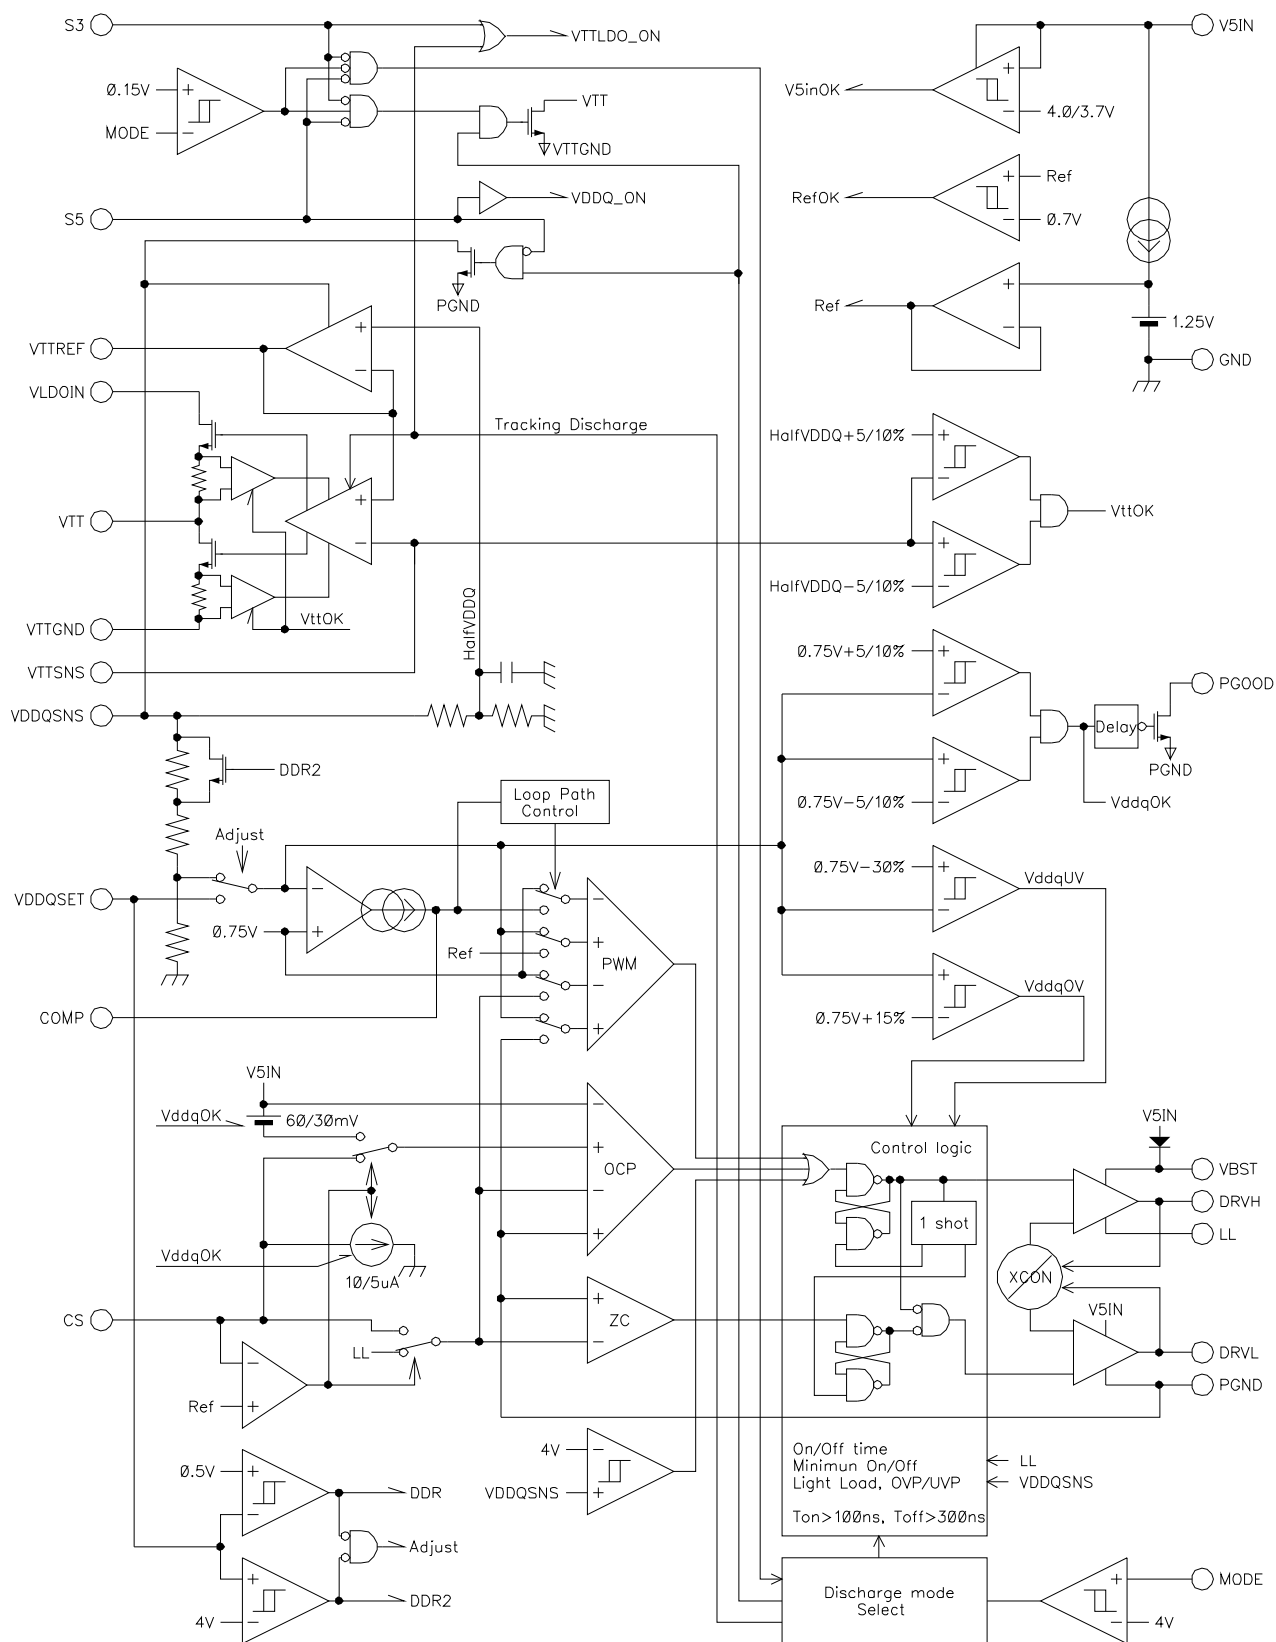 S3
VTTLDO_ON
V5IN
0.15V
MODE
VTT
VTTGND
V5inOK
4.0/3.7V
S5
VDDQ_ON
RefOK
Ref
0.7V
PGND
Ref
1.25V
GND
VTTREF
VLDOIN
Tracking Discharge
HalfVDDQ+5/10%
VTT
VttOK
HalfVDDQ-5/10%
VTTGND
VttOK
HalfVDDQ
VTTSNS
0.75V+5/10%
PGOOD
VDDQSNS
Delay
PGND
DDR2
0.75V-5/10%
VddqOK
Loop Path
Control
Adjust
0.75V-30%
VddqUV
VDDQSET
0.75V
Ref
PWM
VddqOV
0.75V+15%
COMP
V5IN
VddqOK
60/30mV
V5IN
Control logic
OCP
VBST
DRVH
1 shot
LL
VddqOK
10/5uA
XCON
CS
ZC
V5IN
LL
DRVL
PGND
Ref
4V
On/Off time
Minimun On/Off
Light Load, OVP/UVP
LL
VDDQSNS
0.5V
DDR
VDDQSNS
Ton>100ns, Toff>300ns
Adjust
DDR2
4V
Discharge mode
Select
MODE
4V